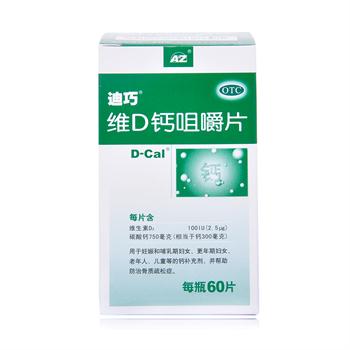 AZ
迪巧®
OTC
维D钙咀嚼片
D-Cal®
钙
每片含
维生素D₃ 100IU(2.5μg)
碳酸钙750毫克(相当于钙300毫克)
用于妊娠和哺乳期妇女、更年期妇女、
老年人、儿童等的钙补充剂，并帮助
防治骨质疏松症。
每瓶60片